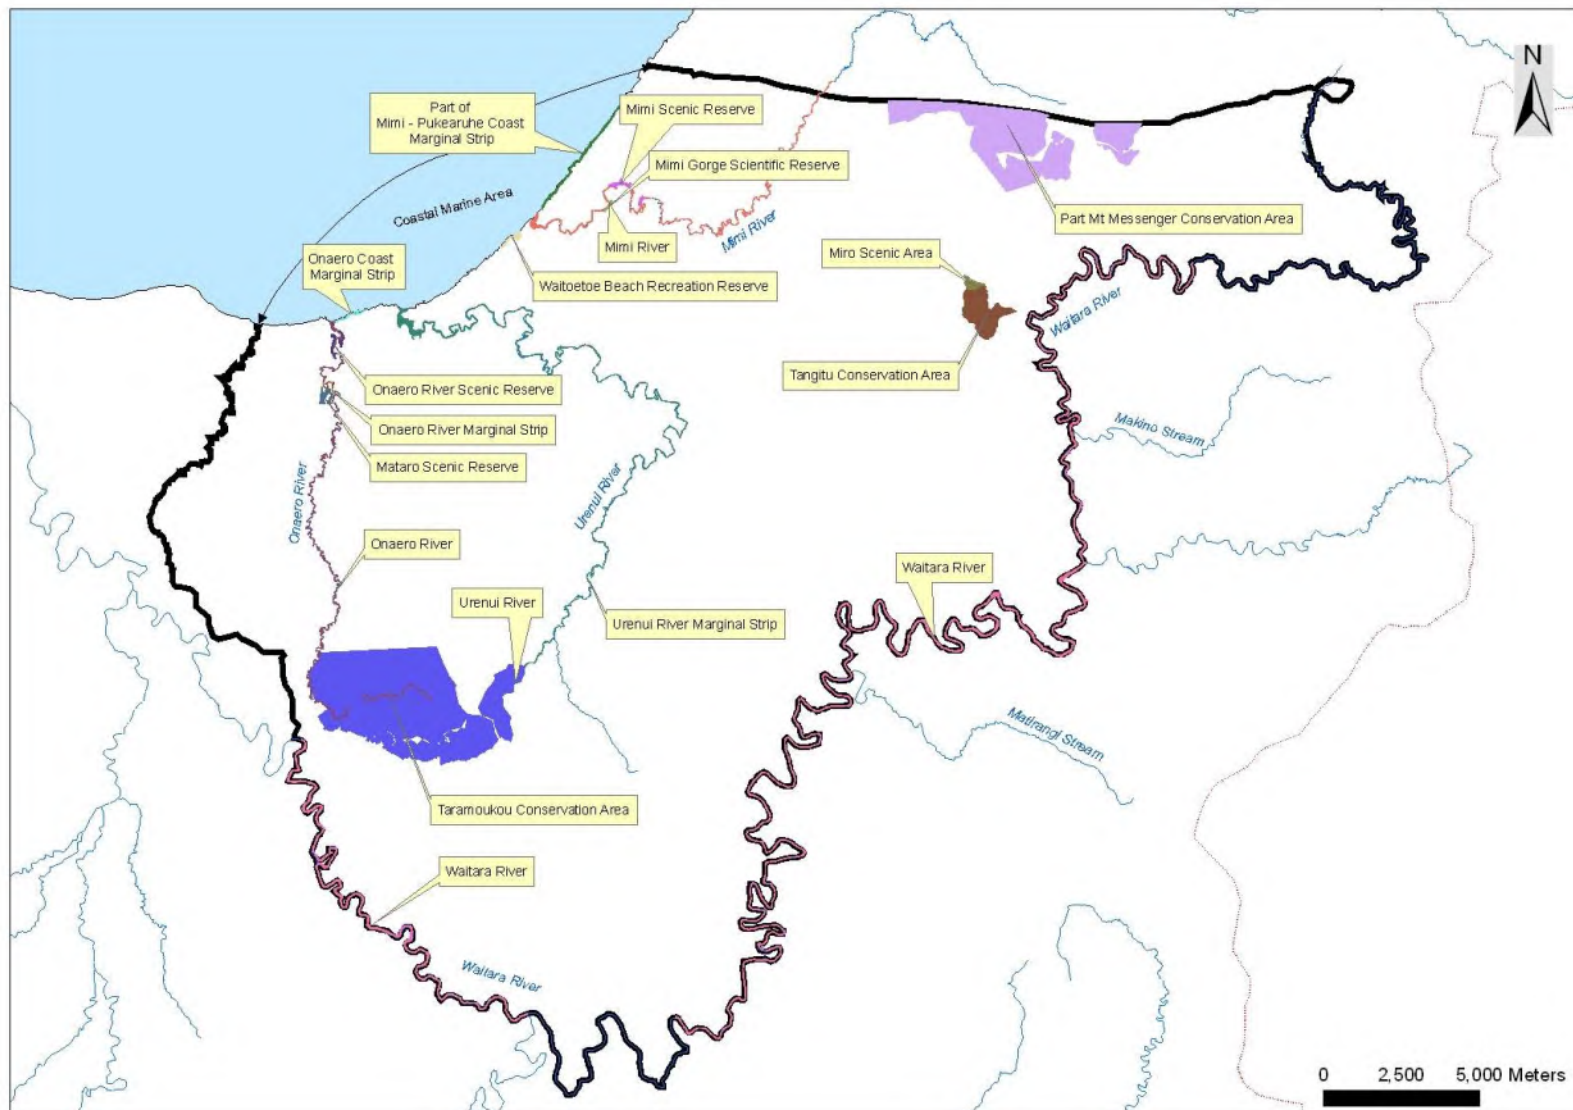 N
Part of
Mimi - Pukearuhe Coast
Marginal Strip
Mimi Scenic Reserve
Mimi Gorge Scientific Reserve
Coastal Marine Area
Part Mt Messenger Conservation Area
Mimi River
Mimi River
Onaero Coast
Marginal Strip
Miro Scenic Area
Waitoetoe Beach Recreation Reserve
Waitara River
Tangitu Conservation Area
Onaero River Scenic Reserve
Onaero River Marginal Strip
Makino Stream
Mataro Scenic Reserve
Onaero River
Urenui River
Onaero River
Waitara River
Urenui River
Urenui River Marginal Strip
Matirangi Stream
Taramoukou Conservation Area
Waitara River
Waitara River
0 2,500 5,000 Meters